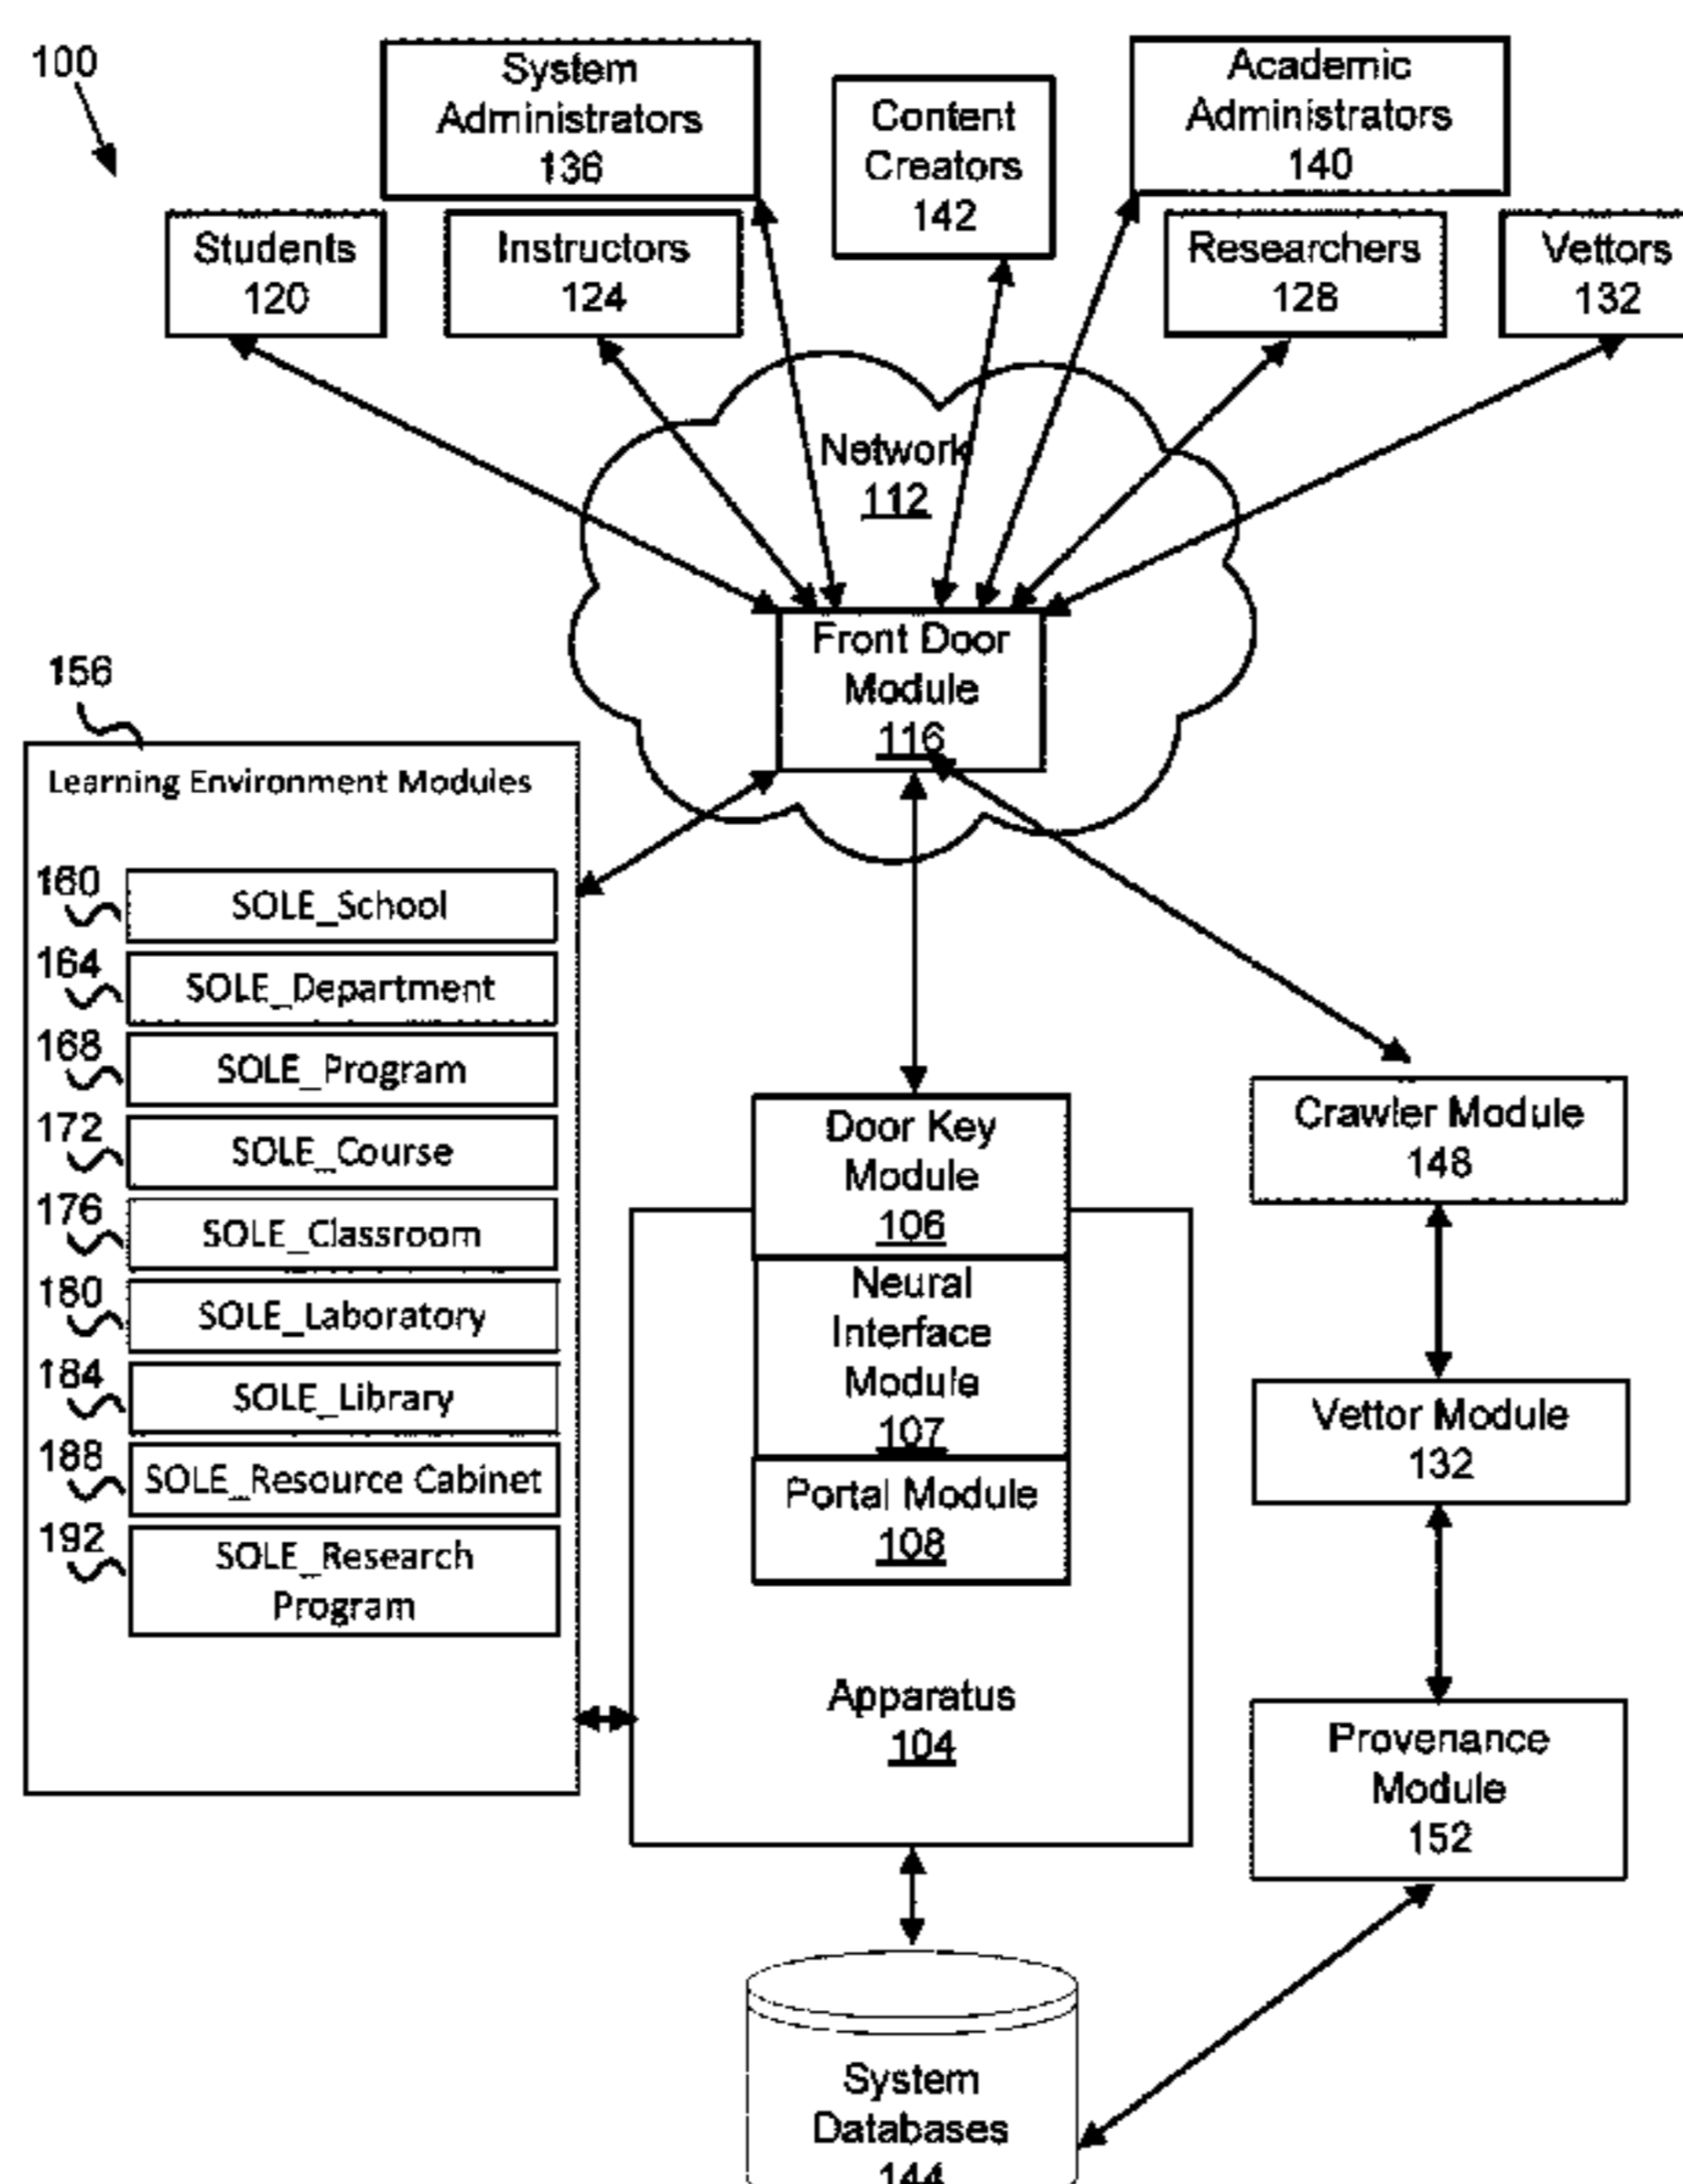 100
System
Administrators
136
Content
Creators
142
Academic
Administrators
140
Students
120
Instructors
124
Researchers
128
Vettors
132
Network
112
Front Door
Module
116
156
Learning Environment Modules
160
SOLE_School
164
SOLE_Department
168
SOLE_Program
172
SOLE_Course
176
SOLE_Classroom
180
SOLE_Laboratory
184
SOLE_Library
188
SOLE_Resource Cabinet
192
SOLE_Research
Program
Door Key
Module
106
Neural
Interface
Module
107
Portal Module
108
Apparatus
104
Crawler Module
148
Vettor Module
132
Provenance
Module
152
System
Databases
144